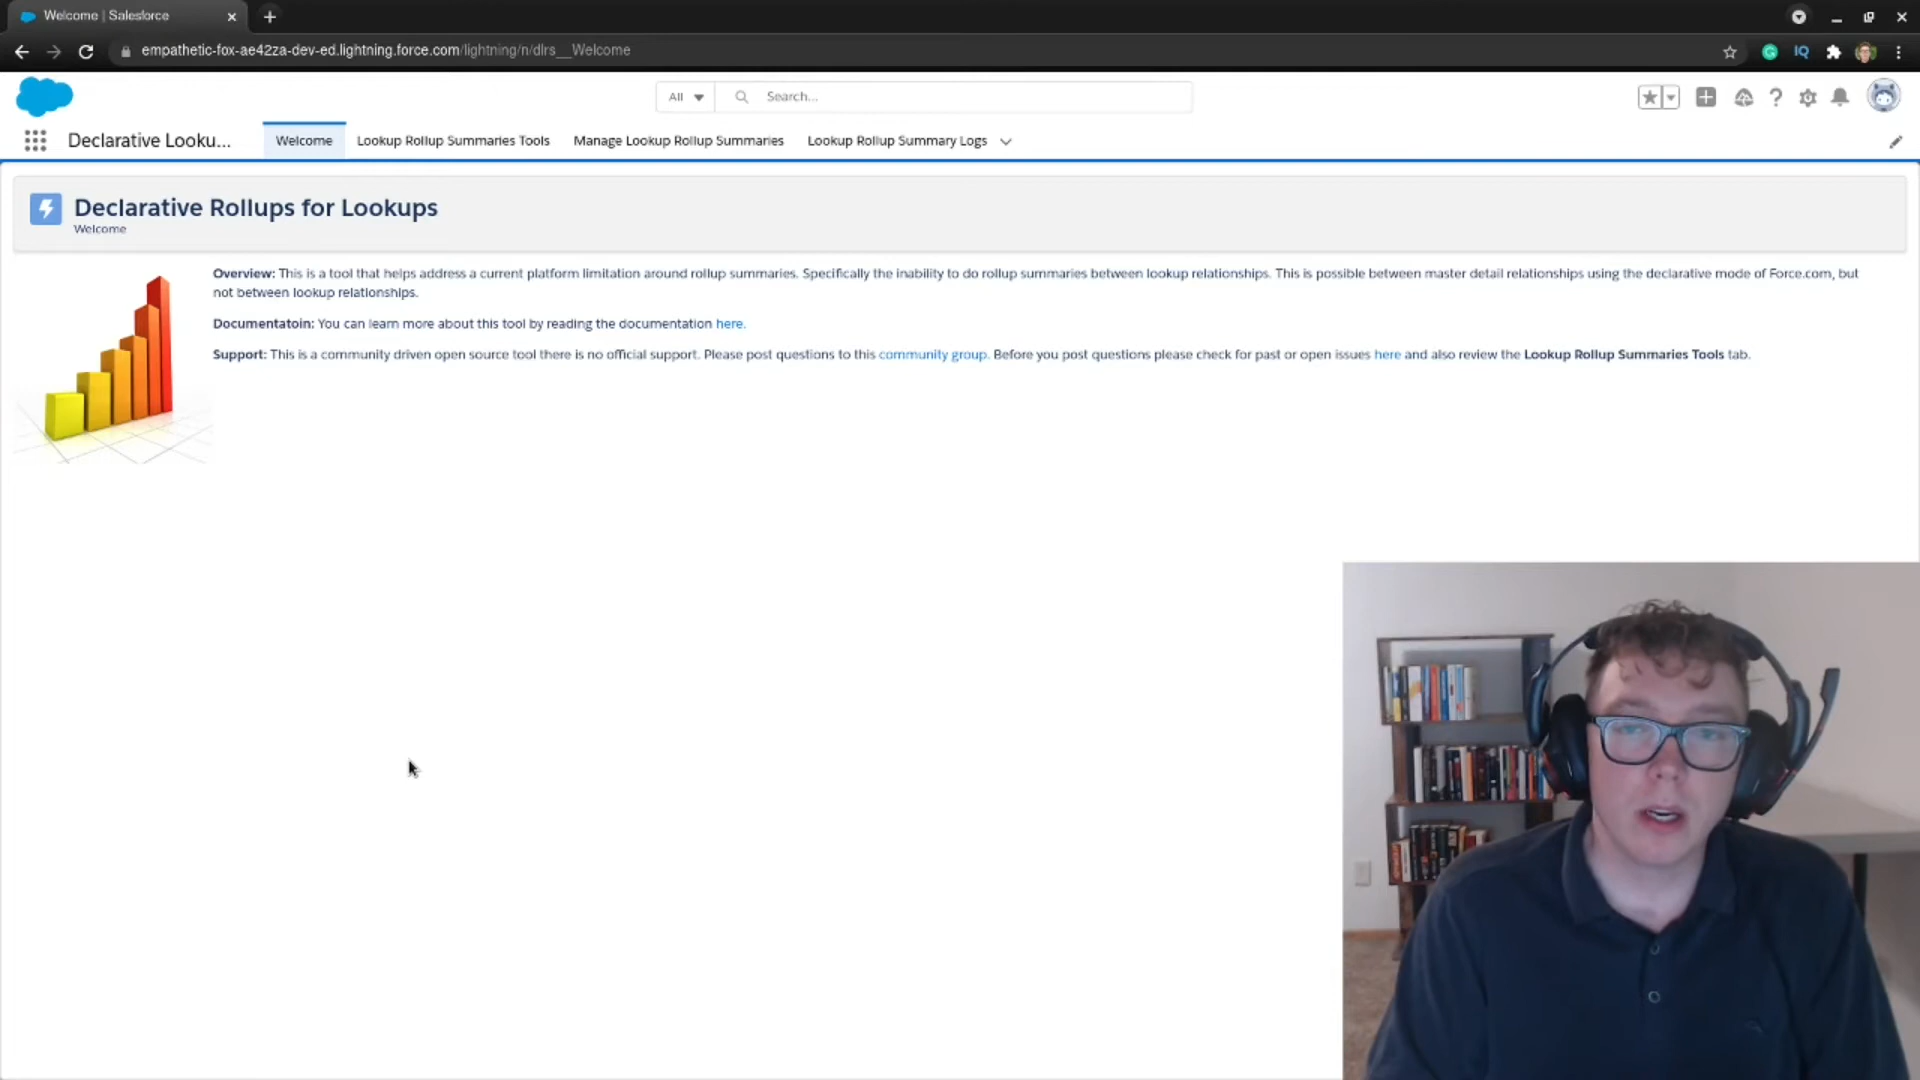 Welcome | Salesforce
empathetic-fox-ae42za-dev-ed.lightning.force.com/lightning/n/dlrs__Welcome
All
Search...
Declarative Looku...
Welcome
Lookup Rollup Summaries Tools
Manage Lookup Rollup Summaries
Lookup Rollup Summary Logs
Declarative Rollups for Lookups
Welcome
Overview: This is a tool that helps address a current platform limitation around rollup summaries. Specifically the inability to do rollup summaries between lookup relationships. This is possible between master detail relationships using the declarative mode of Force.com, but
not between lookup relationships.
Documentatoin: You can learn more about this tool by reading the documentation here.
Support: This is a community driven open source tool there is no official support. Please post questions to this community group. Before you post questions please check for past or open issues here and also review the Lookup Rollup Summaries Tools tab.